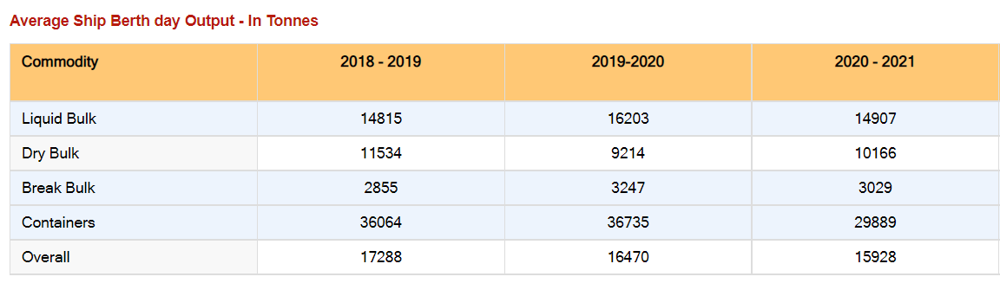 Average Ship Berth day Output - In Tonnes
Commodity 2018 - 2019 2019-2020 2020 - 2021
Liquid Bulk 14815 16203 14907
Dry Bulk 11534 9214 10166
Break Bulk 2855 3247 3029
Containers 36064 36735 29889
Overall 17288 16470 15928